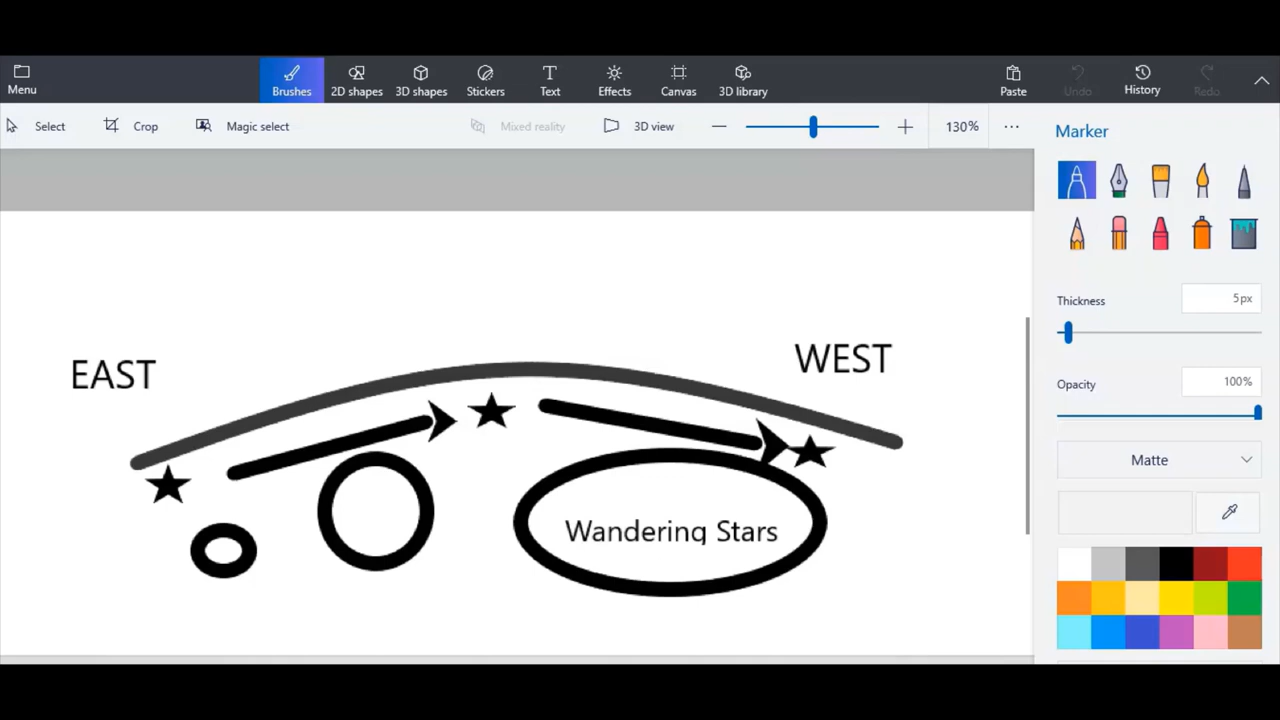 Menu
Brushes
2D shapes
3D shapes
Stickers
Text
Effects
Canvas
3D library
Paste
Undo
History
Redo
Select
Crop
Magic select
Mixed reality
3D view
130%
Marker
Thickness
5px
Opacity
100%
Matte
EAST
WEST
Wandering Stars